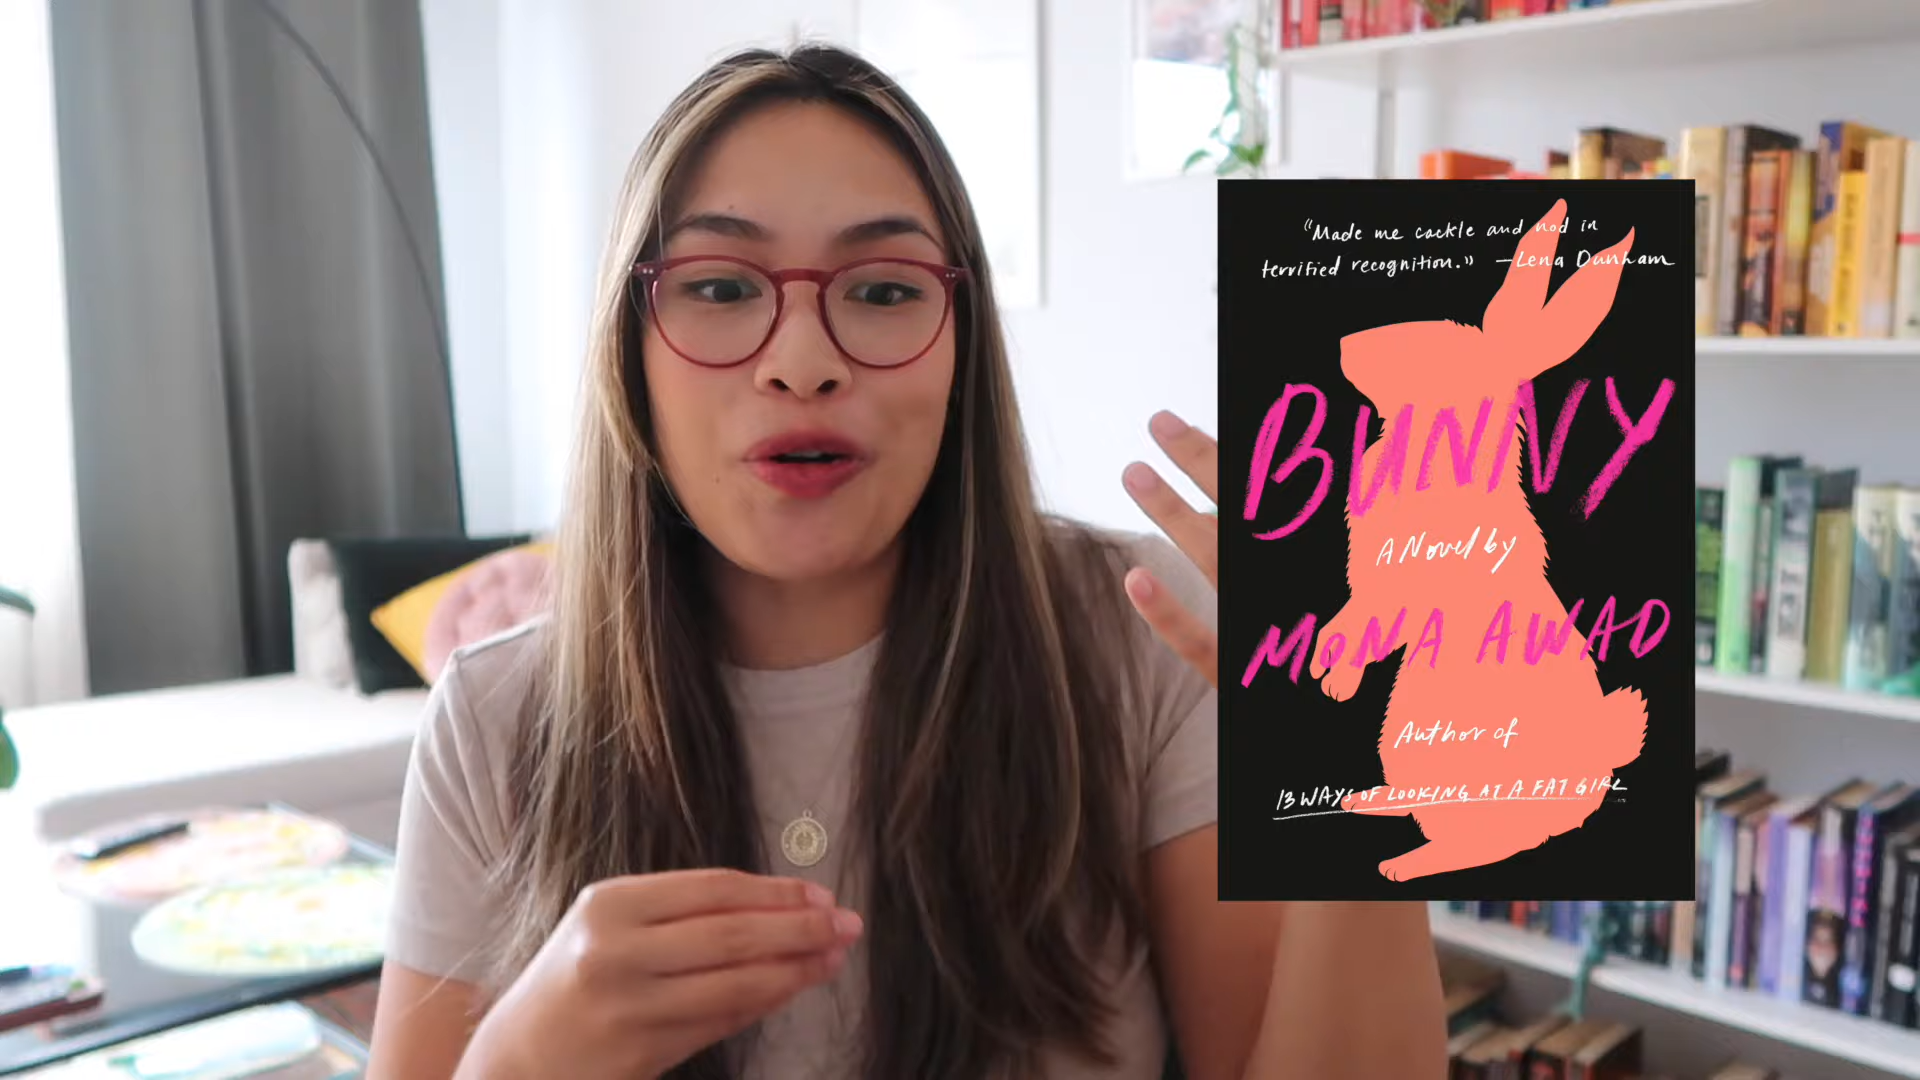 "Made me cackle and nod in
terrified recognition." —Lena Dunham
BUNNY
A Novel by
MONA AWAD
Author of
13 WAYS OF LOOKING AT A FAT GIRL